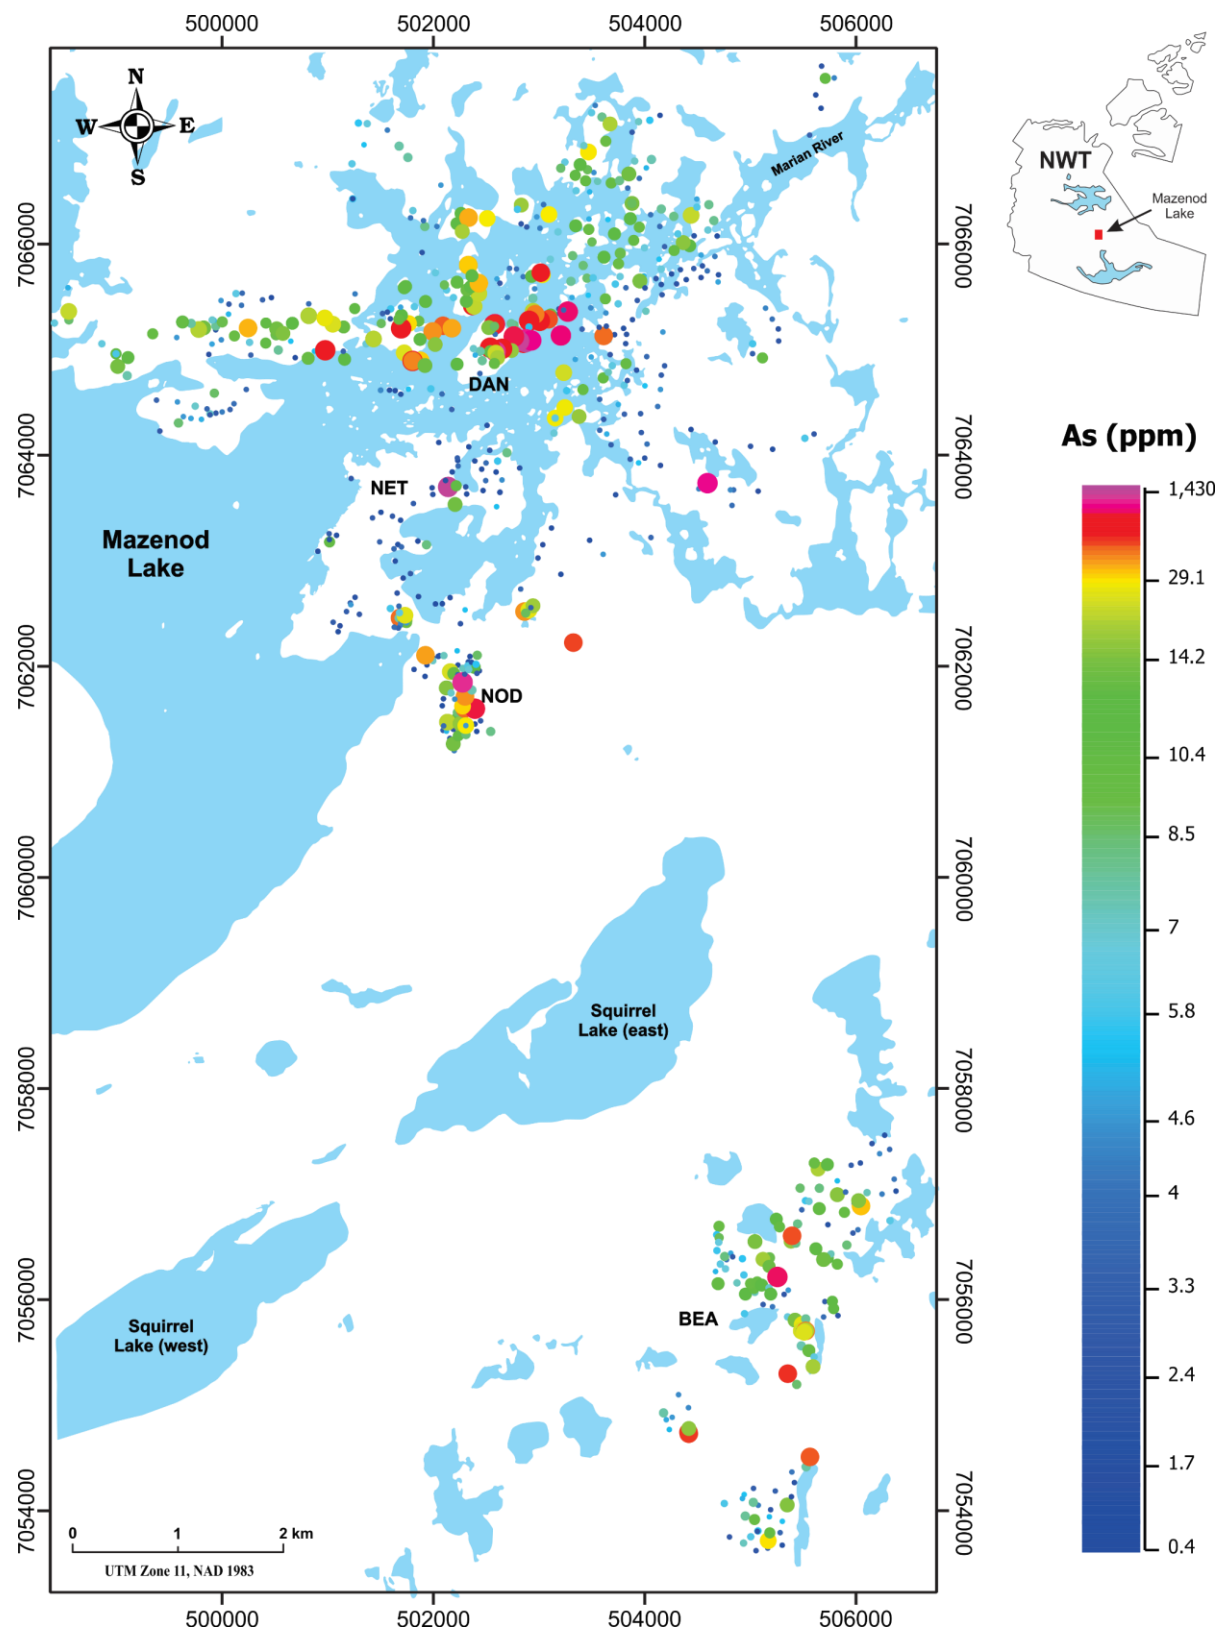 500000
502000
504000
506000
N
W
E
S
Marian River
NWT
Mazenod
Lake
7066000
7066000
DAN
As (ppm)
7064000
7064000
NET
1,430
Mazenod
Lake
29.1
7062000
7062000
14.2
NOD
10.4
8.5
7060000
7060000
7
Squirrel
Lake (east)
5.8
7058000
7058000
4.6
4
3.3
7056000
7056000
BEA
Squirrel
Lake (west)
2.4
1.7
7054000
7054000
0
1
2 km
0.4
UTM Zone 11, NAD 1983
500000
502000
504000
506000